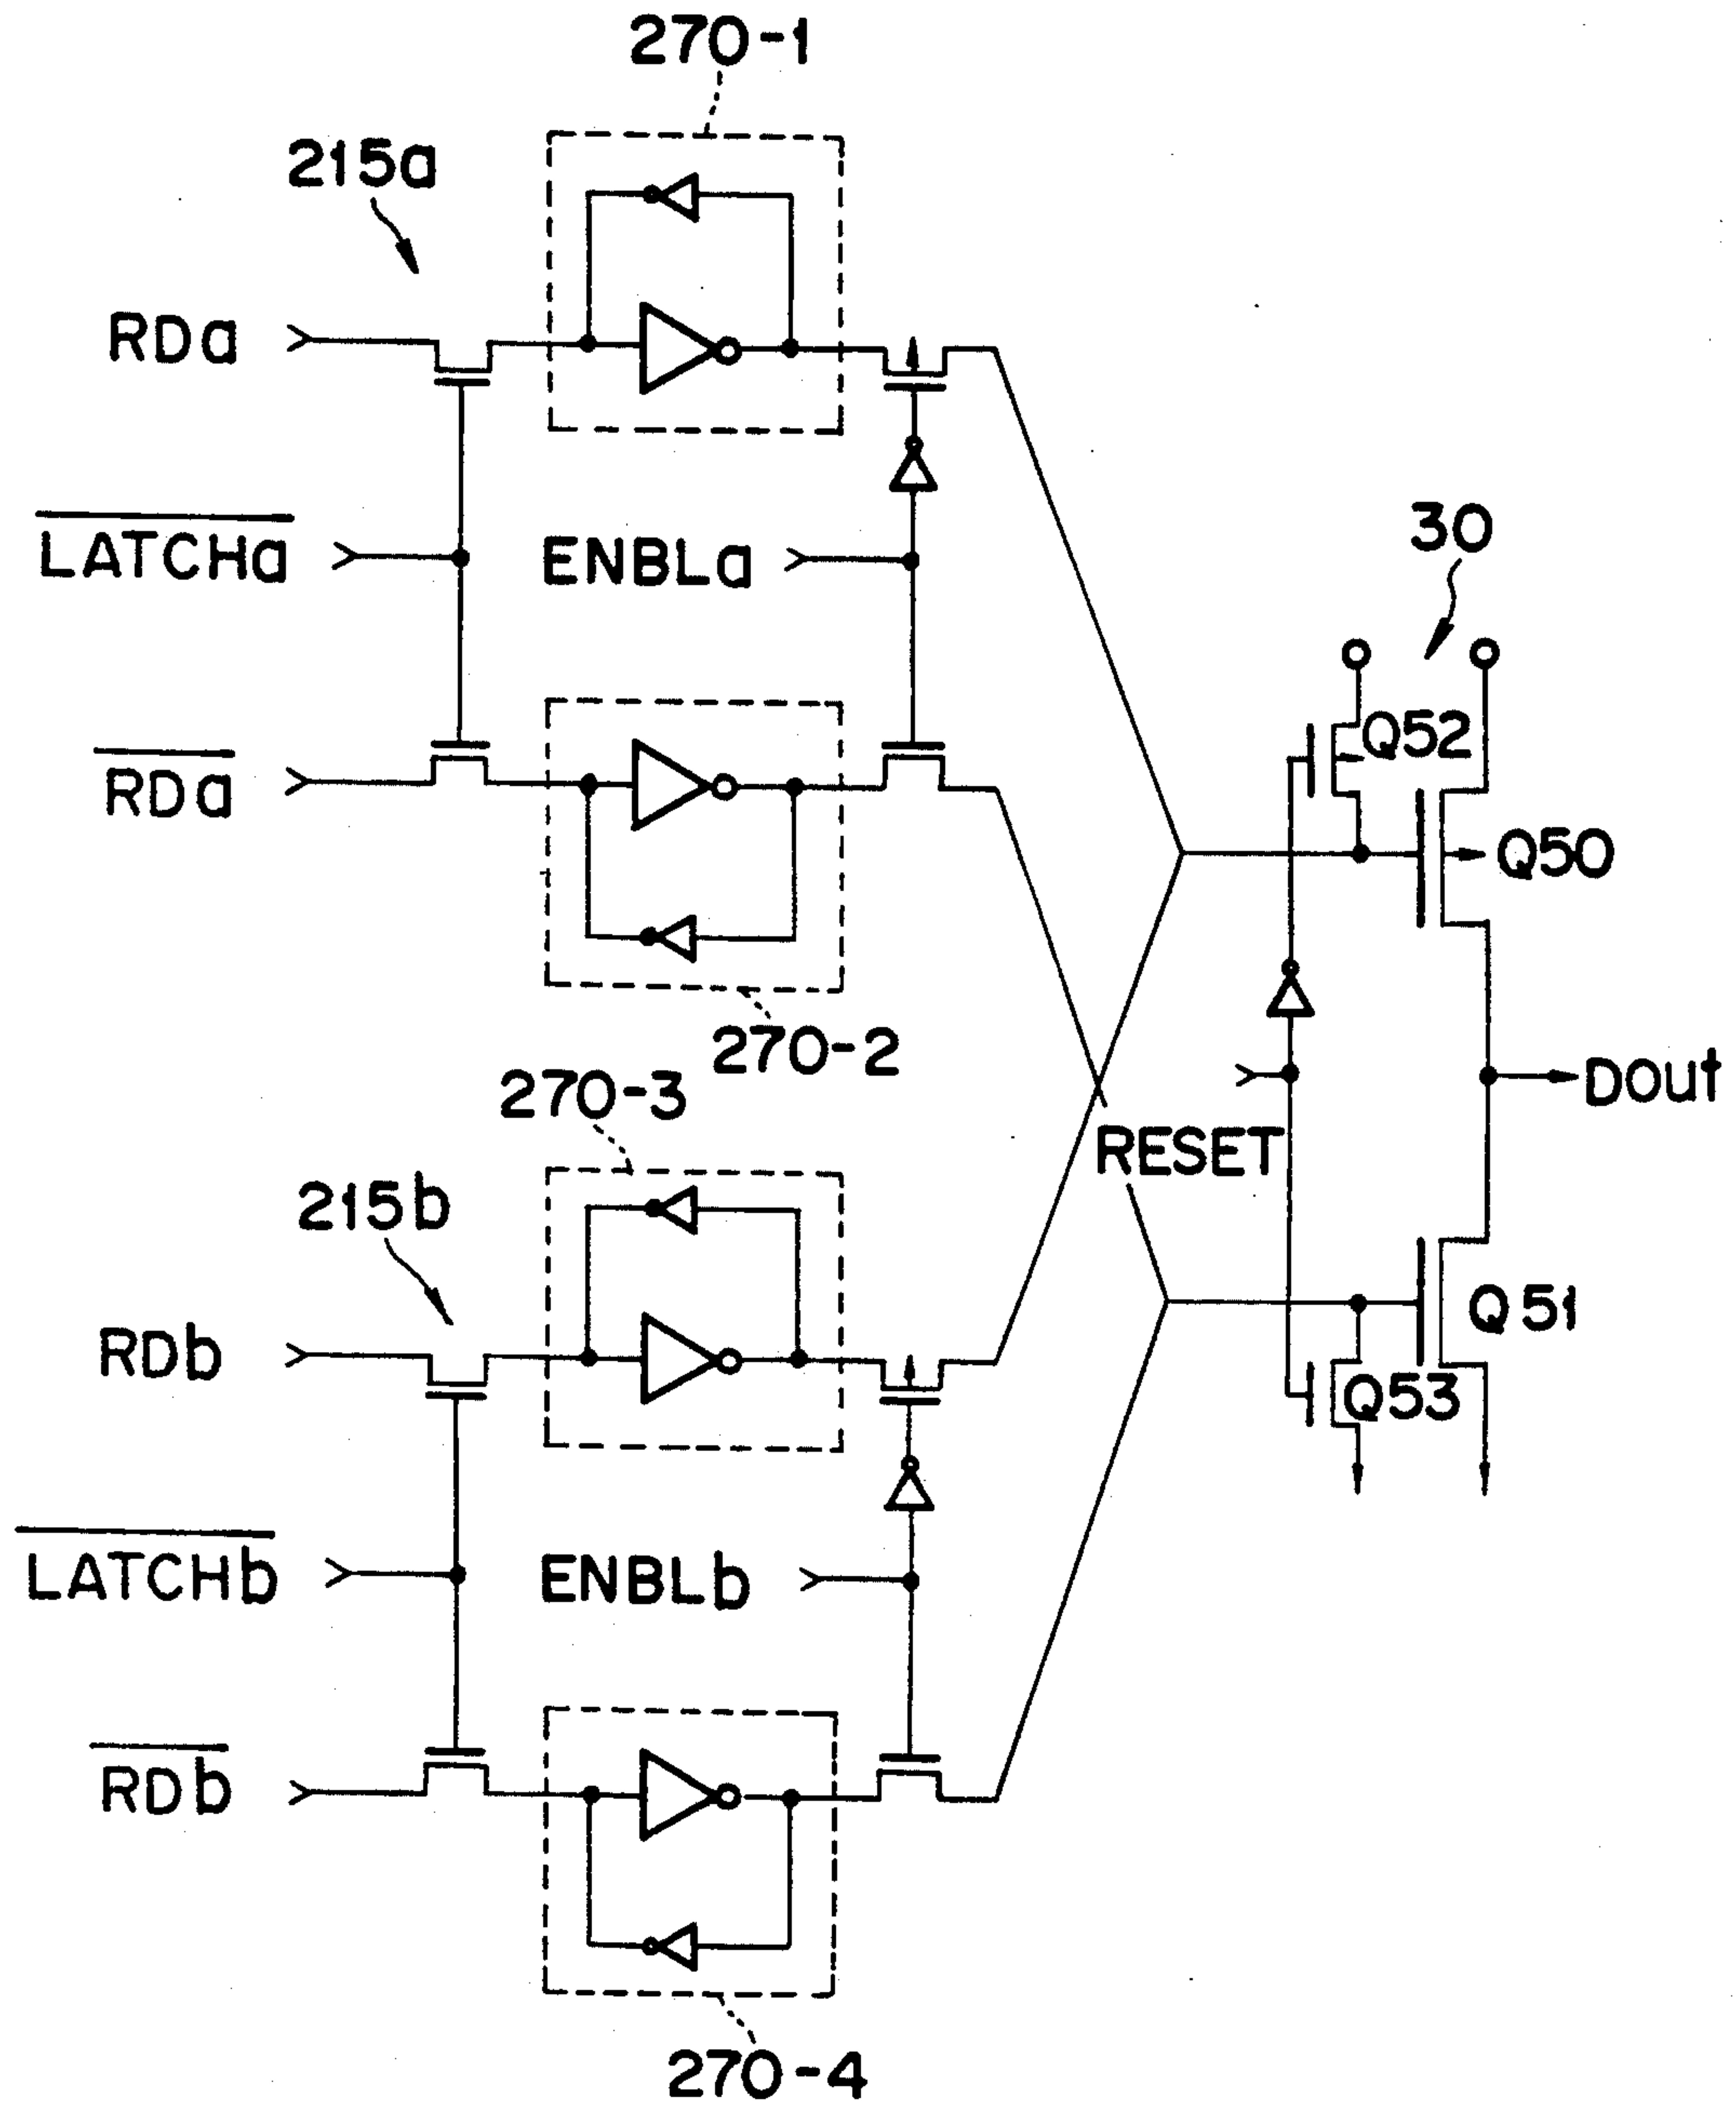 270-1
215a
RDa
LATCHa
ENBLa
30
Q52
RDa
Q50
270-2
270-3
DOUT
RESET
215b
Q51
RDb
Q53
LATCHb
ENBLb
RDb
270-4